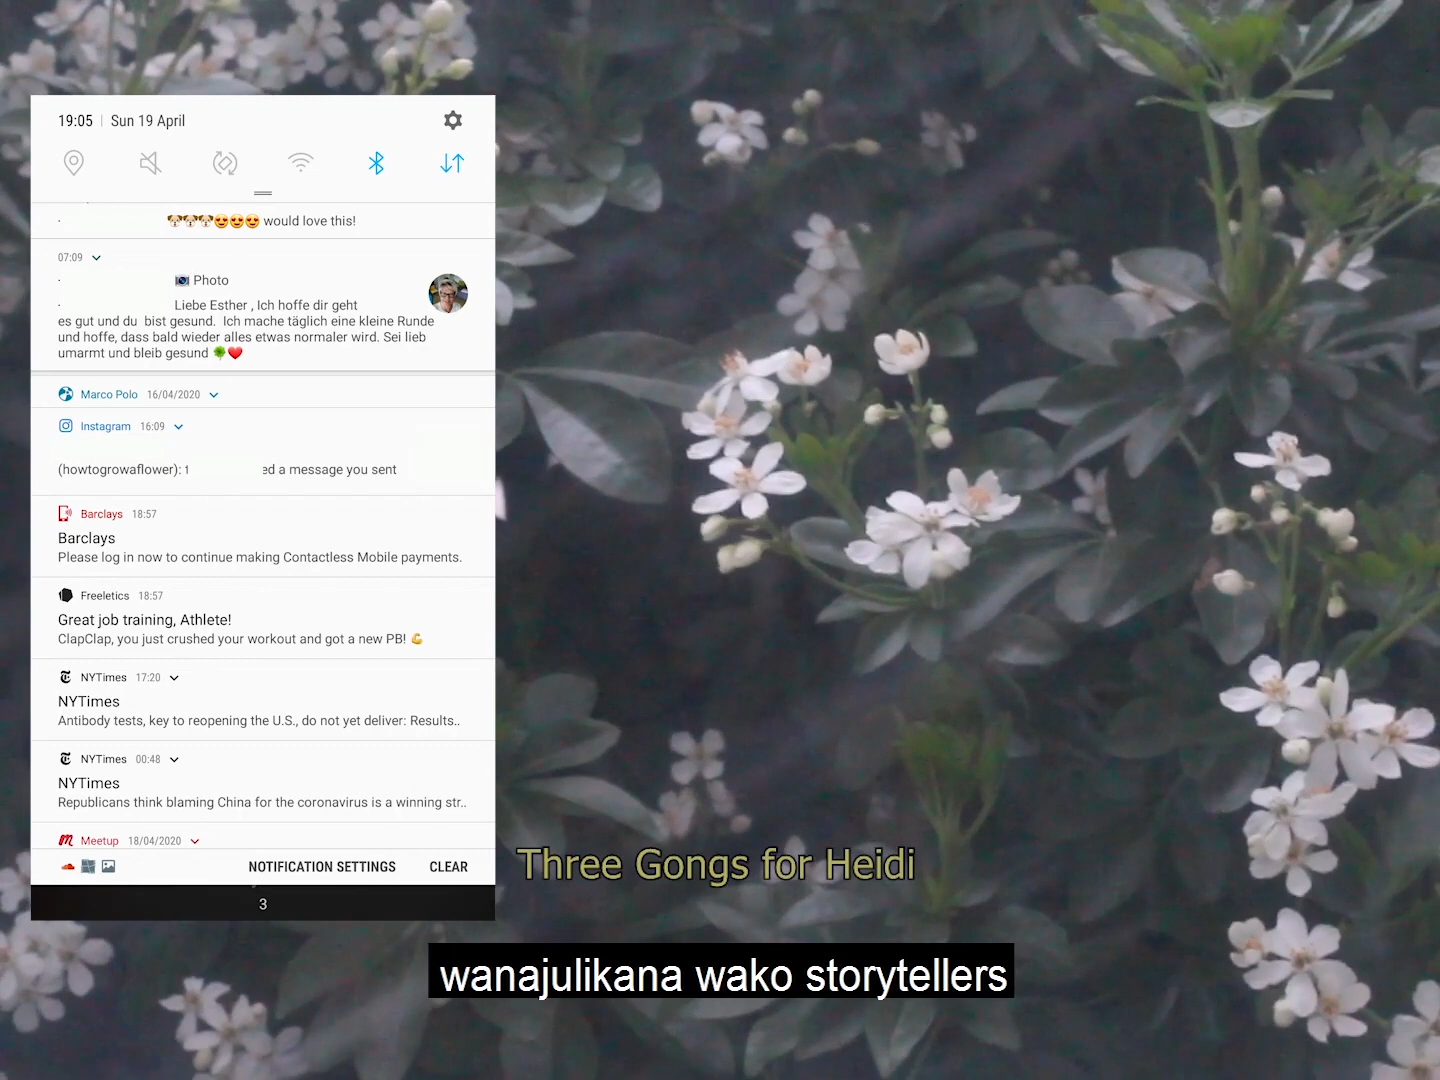 19:05 | Sun 19 April
· 🐶🐶🐶😍😍😍 would love this!
07:09
· 📷 Photo
· Liebe Esther , Ich hoffe dir geht
es gut und du bist gesund. Ich mache täglich eine kleine Runde
und hoffe, dass bald wieder alles etwas normaler wird. Sei lieb
umarmt und bleib gesund 🍀❤️
Marco Polo 16/04/2020
Instagram 16:09
(howtogrowaflower): ed a message you sent
Barclays 18:57
Barclays
Please log in now to continue making Contactless Mobile payments.
Freeletics 18:57
Great job training, Athlete!
ClapClap, you just crushed your workout and got a new PB! 💪
NYTimes 17:20
NYTimes
Antibody tests, key to reopening the U.S., do not yet deliver: Results..
NYTimes 00:48
NYTimes
Republicans think blaming China for the coronavirus is a winning str..
Meetup 18/04/2020
NOTIFICATION SETTINGS CLEAR
3
Three Gongs for Heidi
wanajulikana wako storytellers